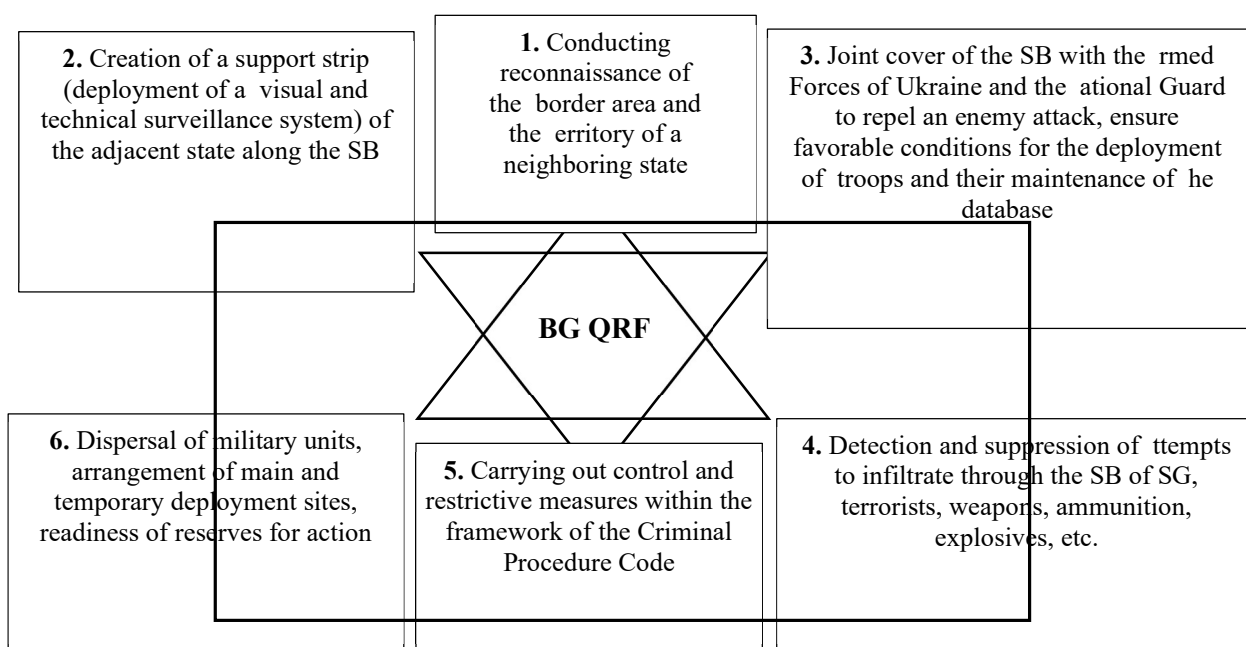 1. Conducting
reconnaissance of
the border area and
the erritory of a
neighboring state
2. Creation of a support strip
(deployment of a visual and
technical surveillance system) of
the adjacent state along the SB
3. Joint cover of the SB with the rmed
Forces of Ukraine and the ational Guard
to repel an enemy attack, ensure
favorable conditions for the deployment
of troops and their maintenance of he
database
BG QRF
6. Dispersal of military units,
arrangement of main and
temporary deployment sites,
readiness of reserves for action
5. Carrying out control and
restrictive measures within the
framework of the Criminal
Procedure Code
4. Detection and suppression of ttempts
to infiltrate through the SB of SG,
terrorists, weapons, ammunition,
explosives, etc.